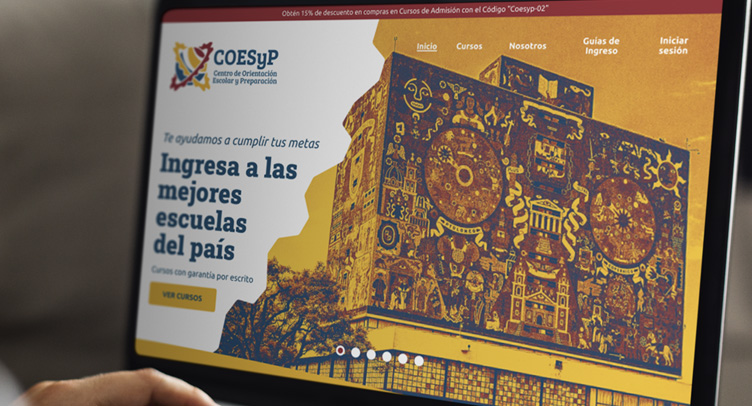 Obtén 15% de descuento en compras en Cursos de Admisión con el Código "Coesyp-02"
COESyP
Centro de Orientación
Escolar y Preparación
Inicio
Cursos
Nosotros
Guías de
Ingreso
Iniciar
sesión
Te ayudamos a cumplir tus metas
Ingresa a las
mejores
escuelas
del país
Cursos con garantía por escrito
VER CURSOS